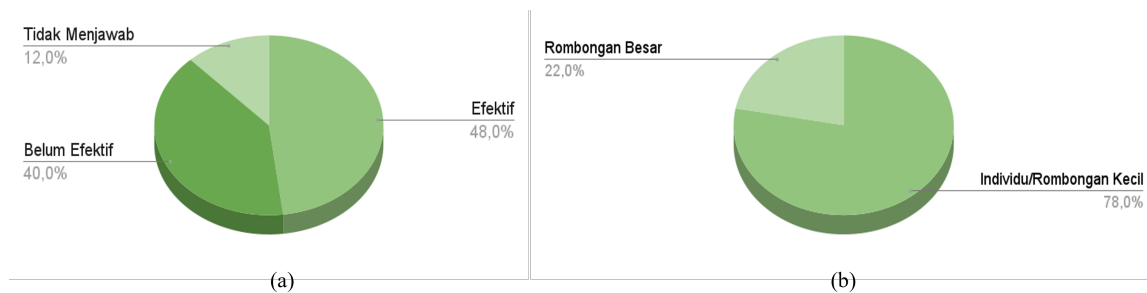 Tidak Menjawab
12,0%
Efektif
48,0%
Belum Efektif
40,0%
(a)
Rombongan Besar
22,0%
Individu/Rombongan Kecil
78,0%
(b)